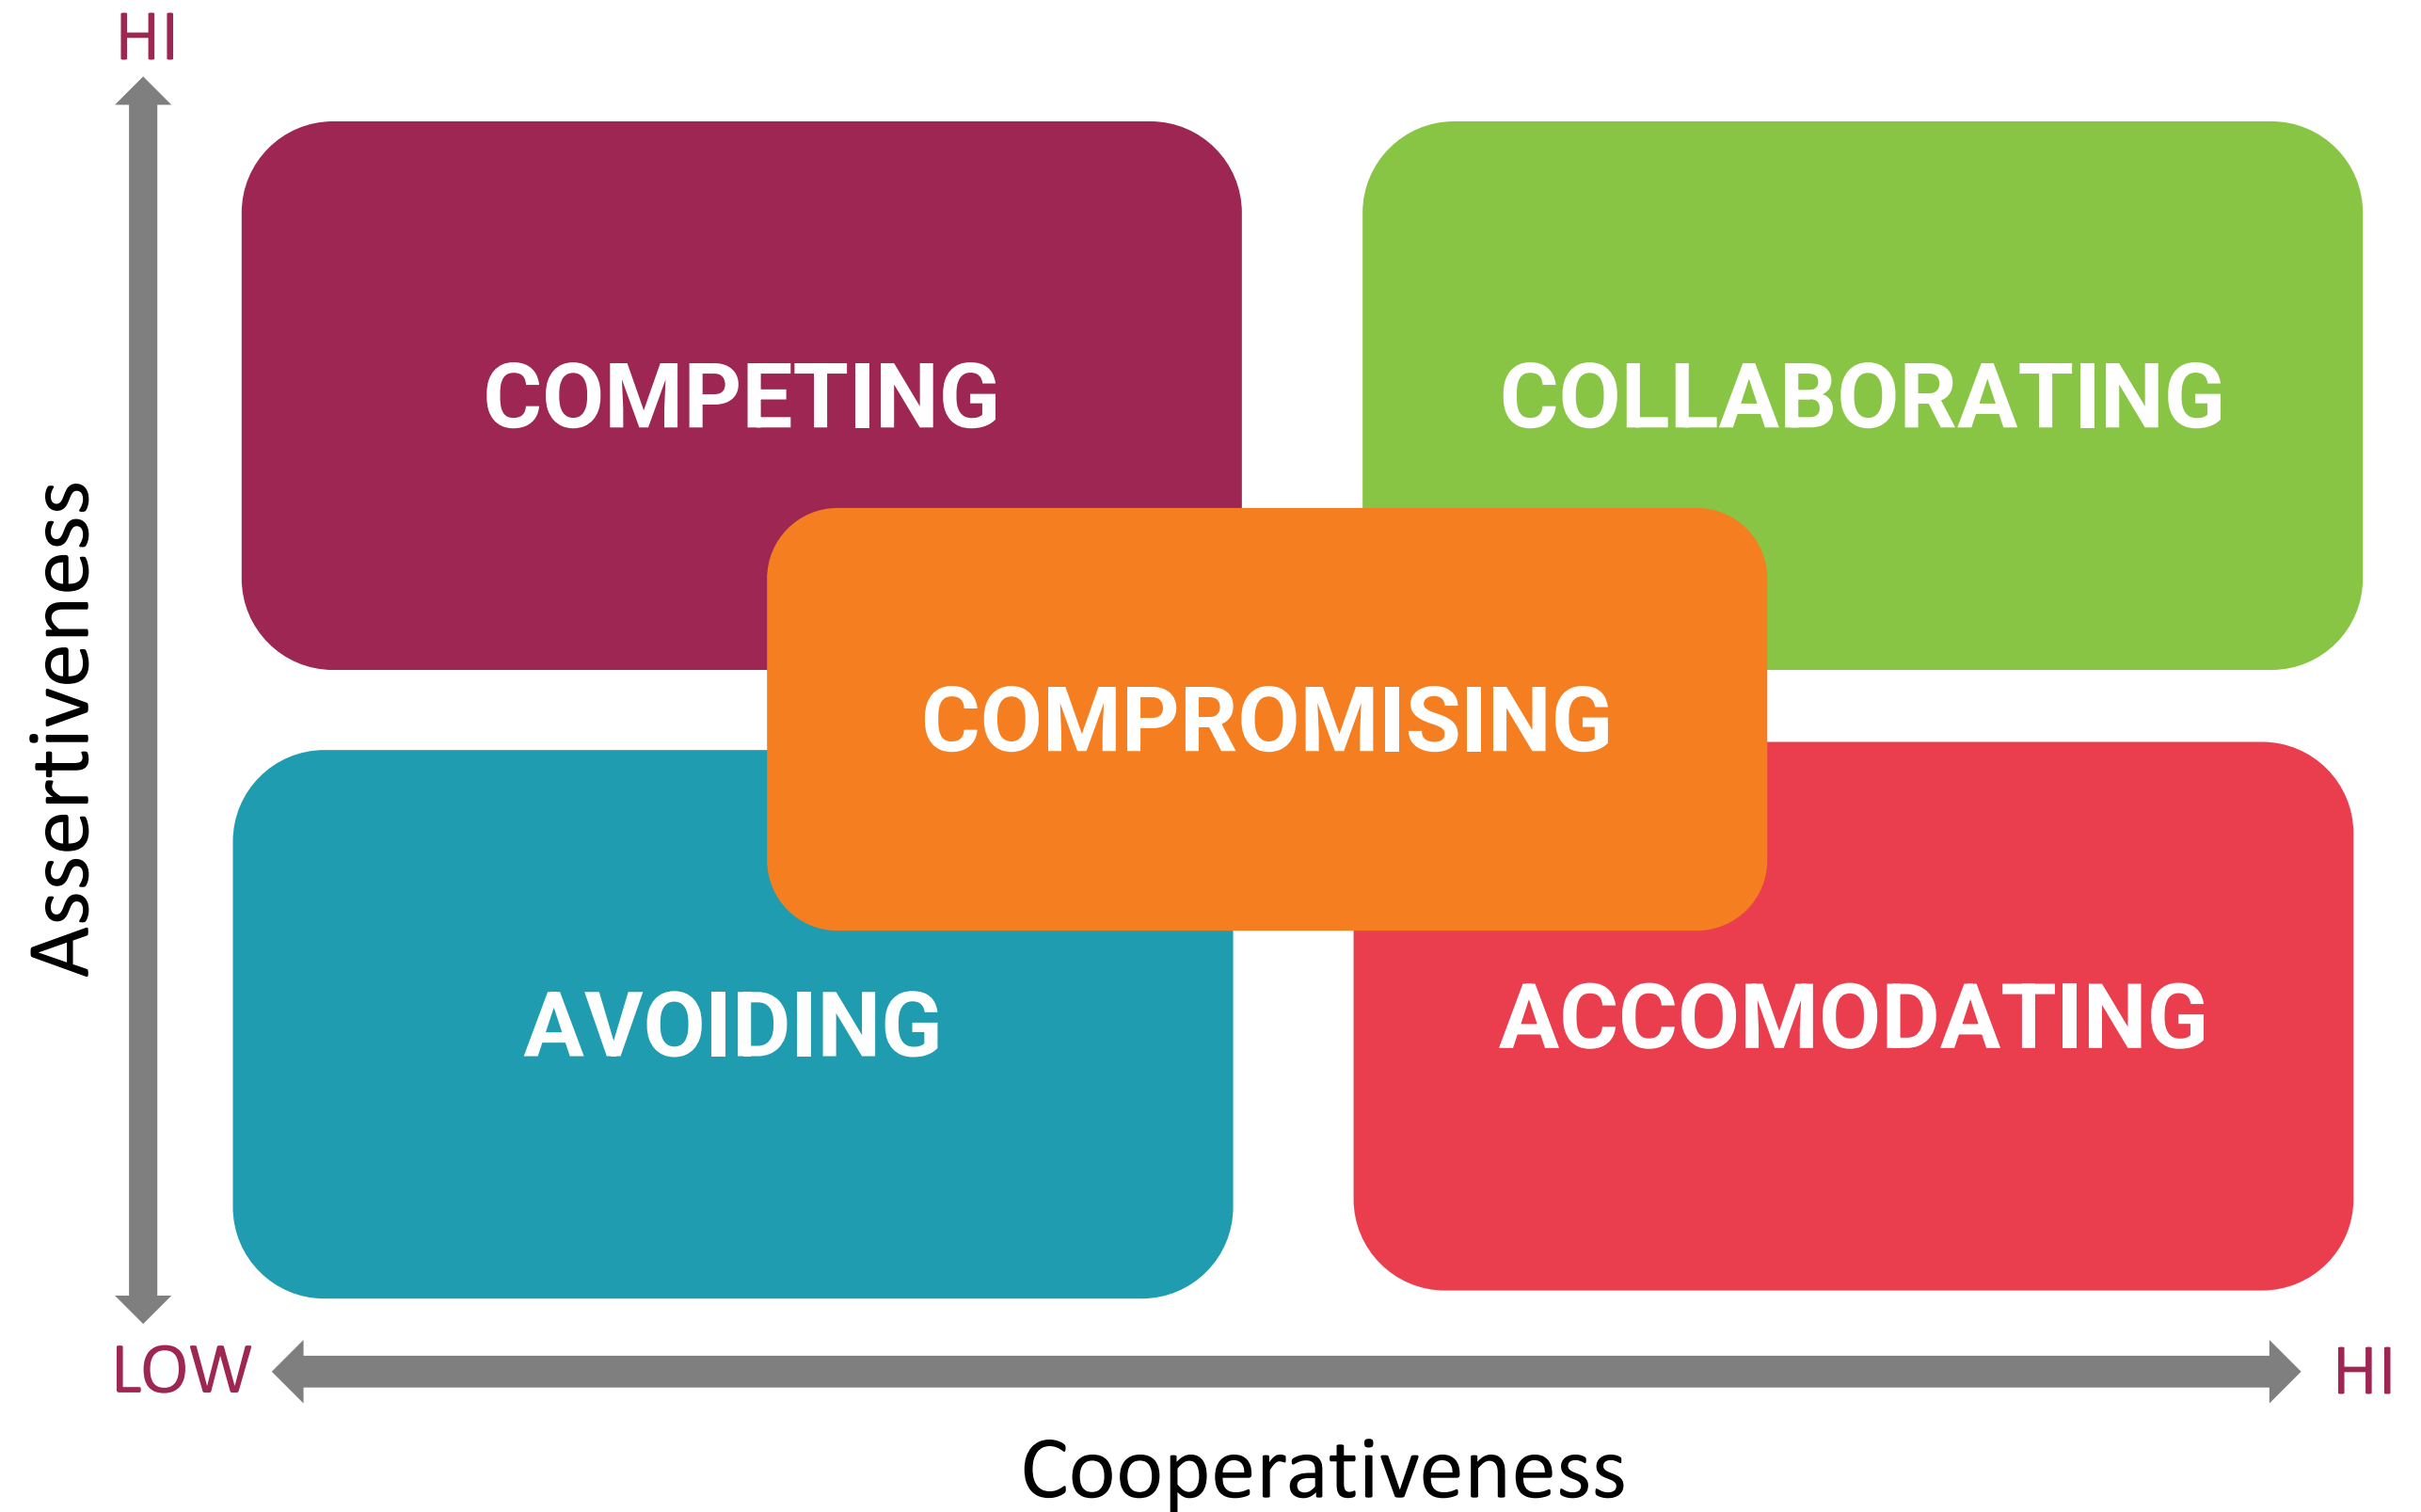 HI
COMPETING
COLLABORATING
Assertiveness
COMPROMISING
AVOIDING
ACCOMODATING
LOW
HI
Cooperativeness